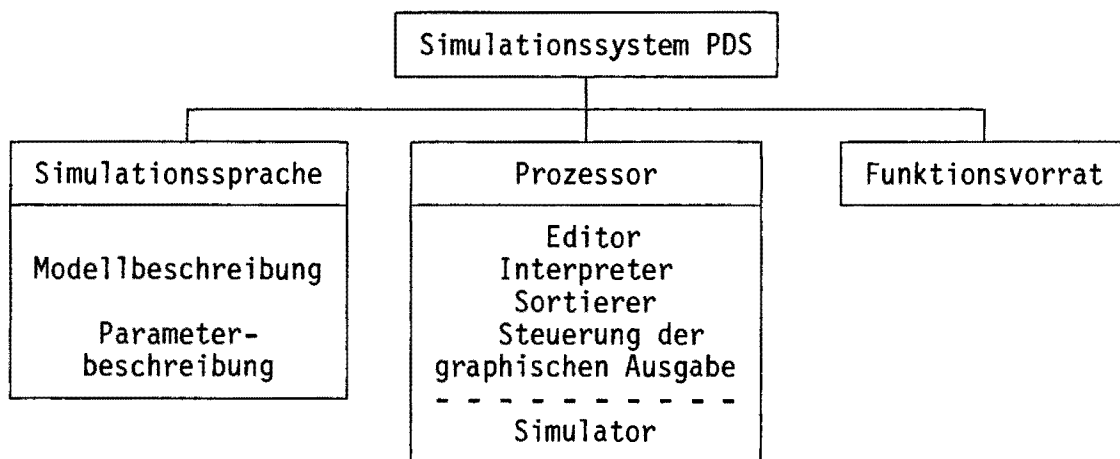 Simulationssystem PDS
Simulationssprache
Modellbeschreibung
Parameter-
beschreibung
Prozessor
Editor
Interpreter
Sortierer
Steuerung der
graphischen Ausgabe
Simulator
Funktionsvorrat